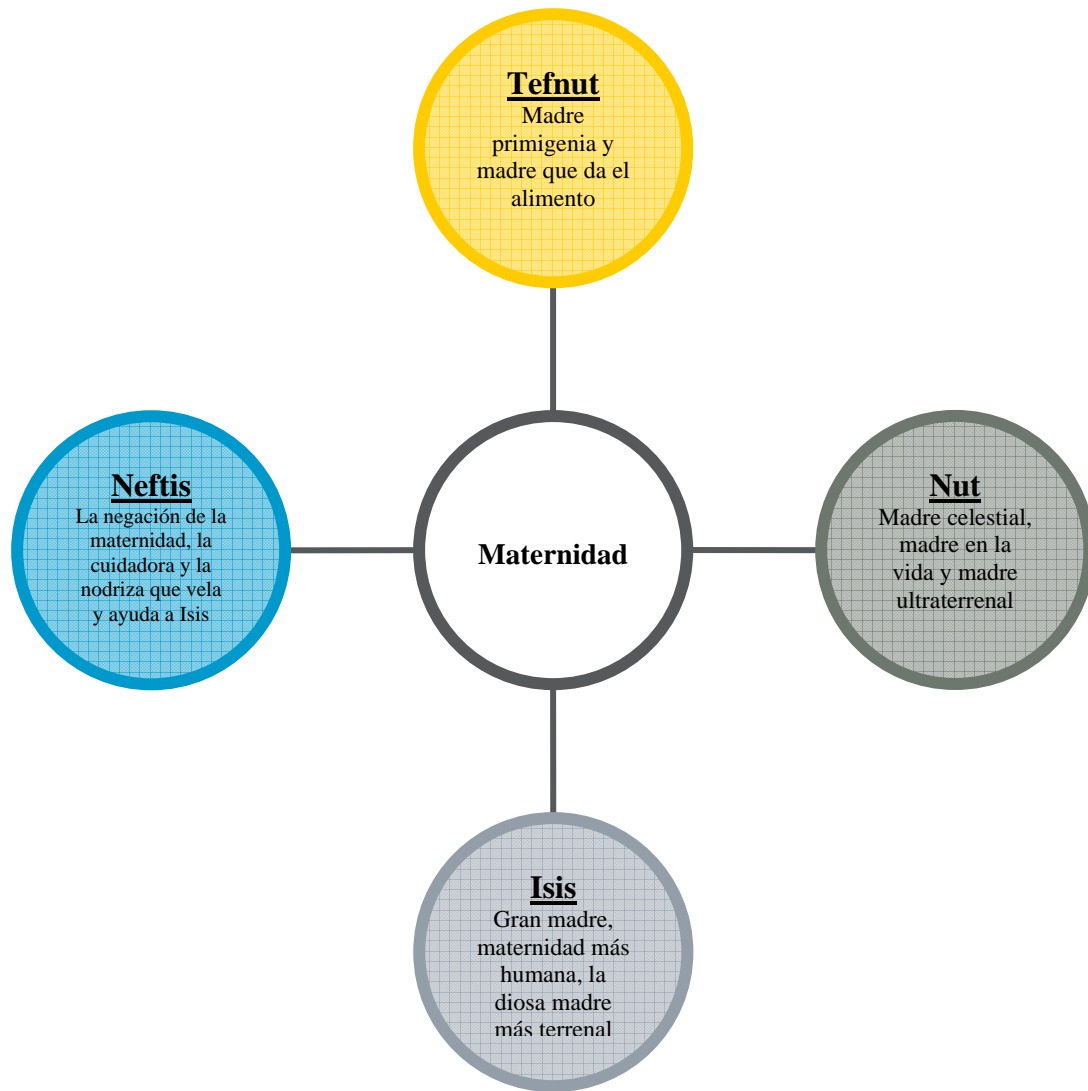 Tefnut
Madre
primigenia y
madre que da el
alimento
Neftis
La negación de la
maternidad, la
cuidadora y la
nodriza que vela
y ayuda a Isis
Maternidad
Nut
Madre celestial,
madre en la
vida y madre
ultraterrenal
Isis
Gran madre,
maternidad más
humana, la
diosa madre
más terrenal